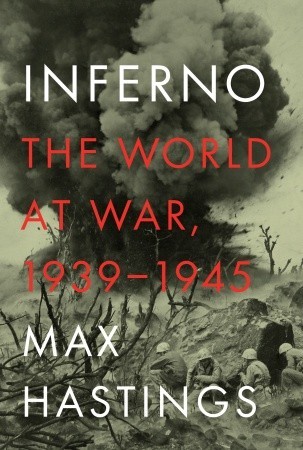 INFERNO
THE WORLD
AT WAR,
1939–1945
MAX
HASTINGS